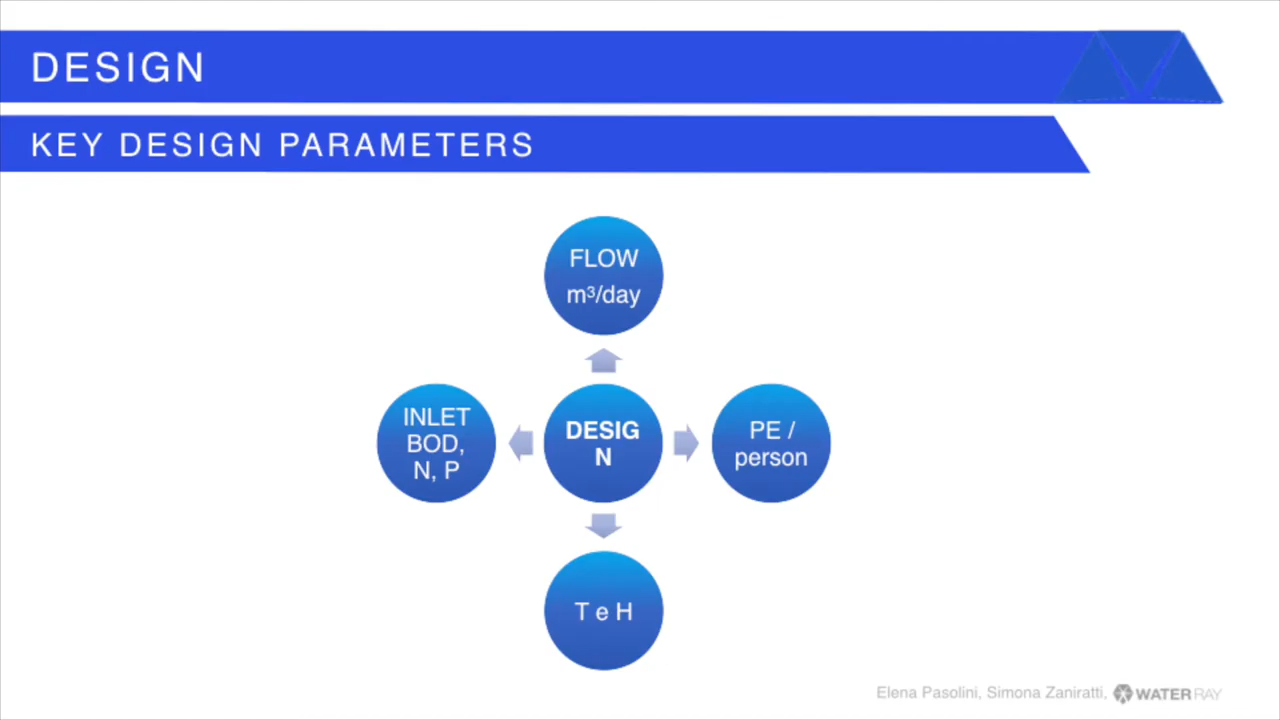 DESIGN
KEY DESIGN PARAMETERS
FLOW
m³/day
INLET
BOD,
N, P
DESIG
N
PE /
person
T e H
Elena Pasolini, Simona Zaniratti, WATER RAY